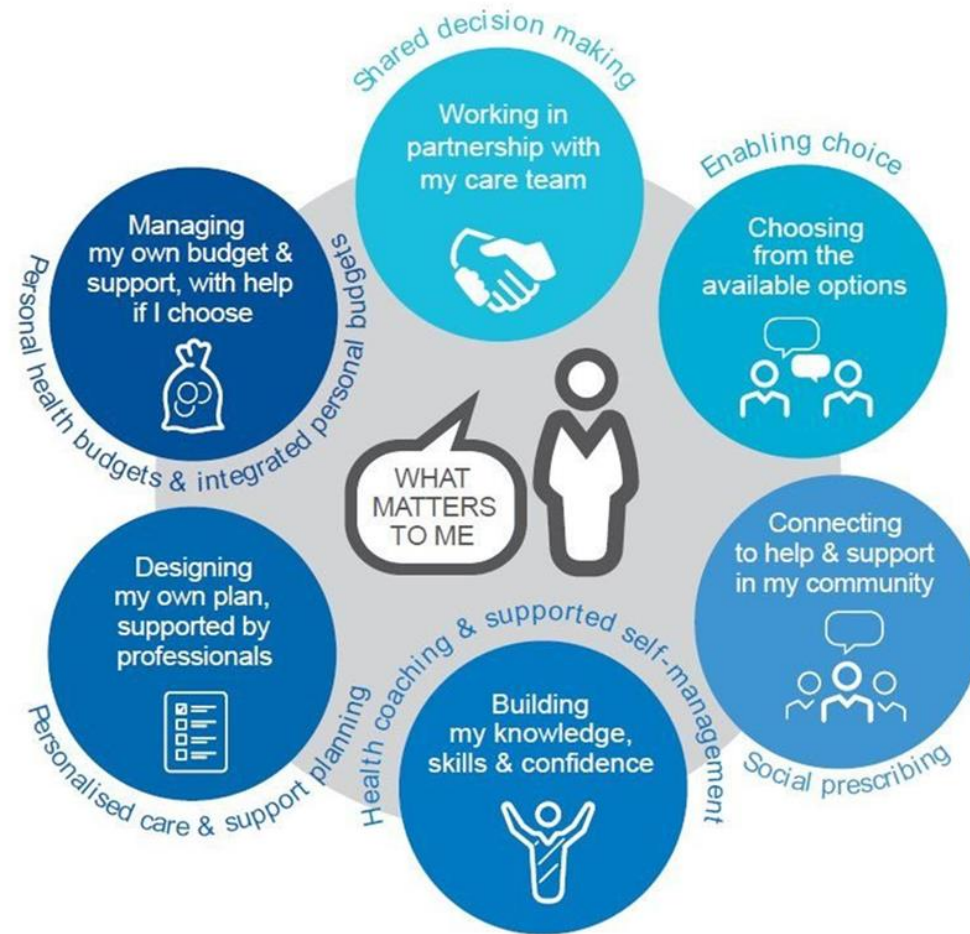 Shared decision making
Working in
partnership with
my care team
Enabling choice
Choosing
from the
available options
Connecting
to help & support
in my community
Social prescribing
Health coaching & supported self-management
Building
my knowledge,
skills & confidence
Designing
my own plan,
supported by
professionals
Personalised care & support planning
Managing
my own budget &
support, with help
if I choose
Personal health budgets & integrated personal budgets
WHAT
MATTERS
TO ME